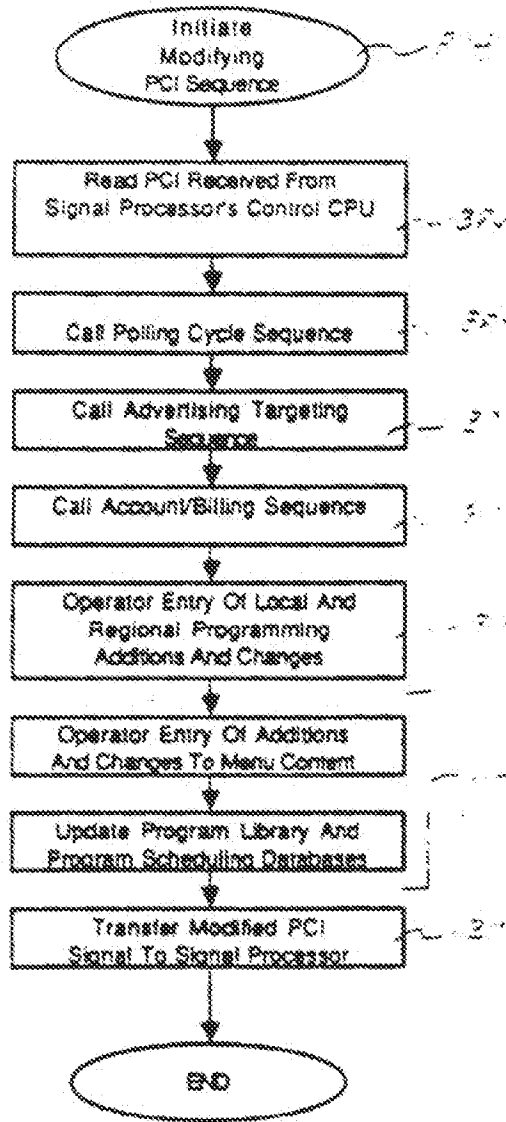 Initiate
Modifying
PCI Sequence
Read PCI Received From
Signal Processor's Control CPU
Call Polling Cycle Sequence
Call Advertising Targeting
Sequence
Call Account/Billing Sequence
Operator Entry Of Local And
Regional Programming
Additions And Changes
Operator Entry Of Additions
And Changes To Menu Content
Update Program Library And
Program Scheduling Databases
Transfer Modified PCI
Signal To Signal Processor
END